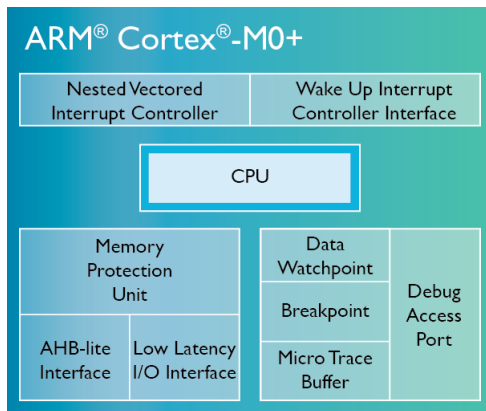 ARM® Cortex®-M0+
Nested Vectored
Interrupt Controller
Wake Up Interrupt
Controller Interface
CPU
Memory
Protection
Unit
AHB-lite
Interface
Low Latency
I/O Interface
Data
Watchpoint
Breakpoint
Micro Trace
Buffer
Debug
Access
Port